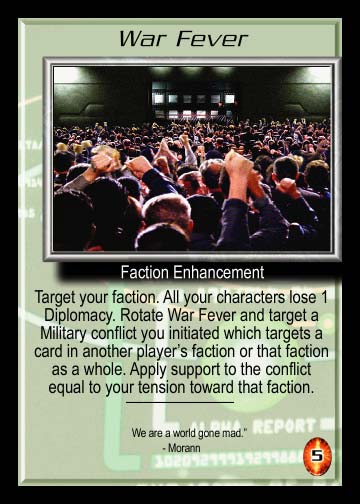 War Fever
Faction Enhancement
Target your faction. All your characters lose 1
Diplomacy. Rotate War Fever and target a
Military conflict you initiated which targets a
card in another player's faction or that faction
as a whole. Apply support to the conflict
equal to your tension toward that faction.
We are a world gone mad."
- Morann
5
ALPHA REPORT